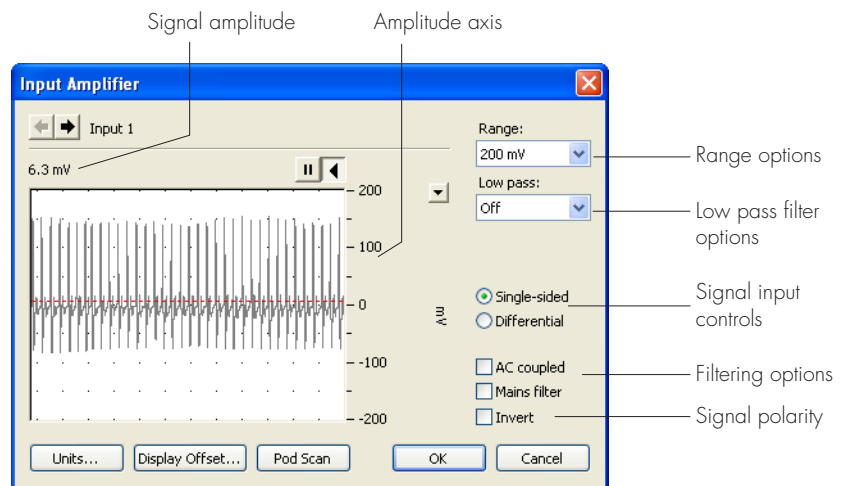 Signal amplitude
Amplitude axis
Input Amplifier
Input 1
Range:
200 mV
Range options
6.3 mV
Low pass:
Off
Low pass filter
options
200
100
0
-100
-200
mV
Single-sided
Differential
Signal input
controls
AC coupled
Mains filter
Filtering options
Invert
Signal polarity
Units...
Display Offset...
Pod Scan
OK
Cancel